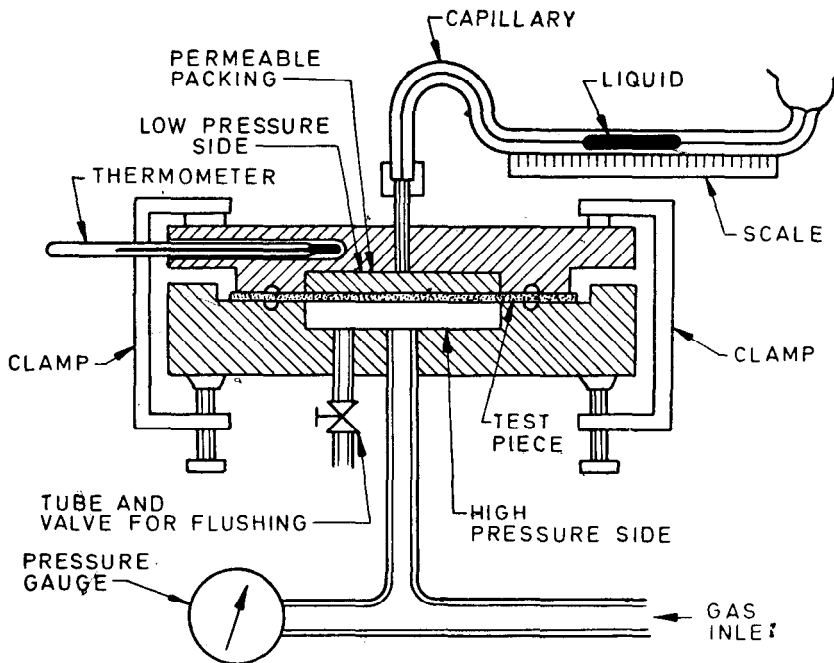 CAPILLARY
PERMEABLE
PACKING
LIQUID
LOW PRESSURE
SIDE
THERMOMETER
SCALE
CLAMP
CLAMP
TEST
PIECE
TUBE AND
VALVE FOR FLUSHING
HIGH
PRESSURE SIDE
PRESSURE
GAUGE
GAS
INLET